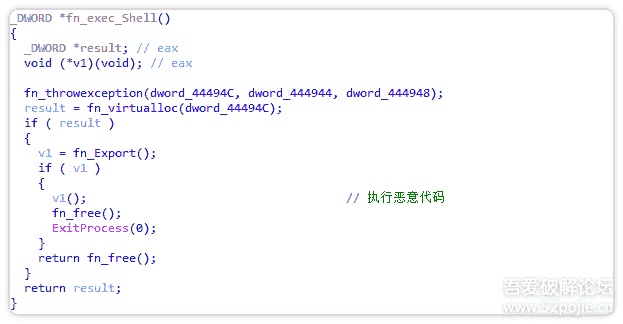 _DWORD *fn_exec_Shell()
{
  _DWORD *result; // eax
  void (*v1)(void); // eax

  fn_throwexception(dword_44494C, dword_444944, dword_444948);
  result = fn_virtualloc(dword_44494C);
  if ( result )
  {
    v1 = fn_Export();
    if ( v1 )
    {
      v1();                                   // 执行恶意代码
      fn_free();
      ExitProcess(0);
    }
    return fn_free();
  }
  return result;
}
吾爱破解论坛
www.52pojie.cn